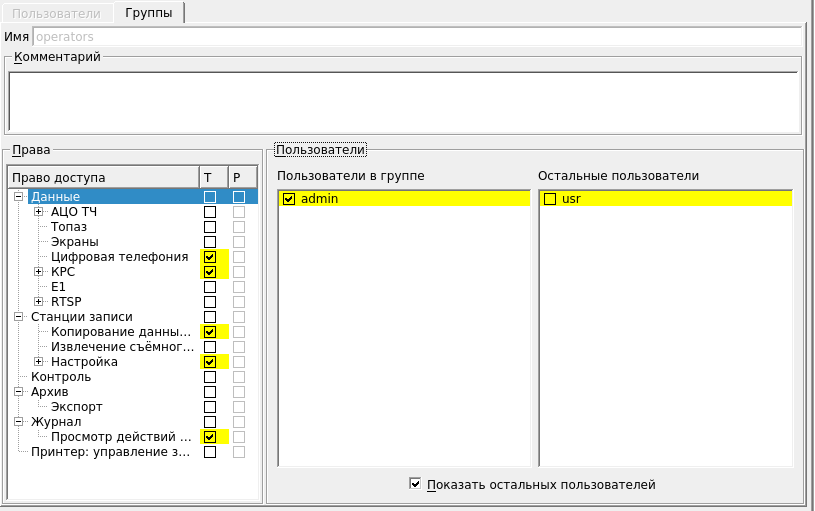 Пользователи Группы
Имя operators
Комментарий
Права
Право доступа Т Р
Данные
АЦО ТЧ
Топаз
Экраны
Цифровая телефония
КРС
Е1
RTSP
Станции записи
Копирование данны...
Извлечение съёмног...
Настройка
Контроль
Архив
Экспорт
Журнал
Просмотр действий ...
Принтер: управление з...
Пользователи
Пользователи в группе
admin
Остальные пользователи
usr
Показать остальных пользователей